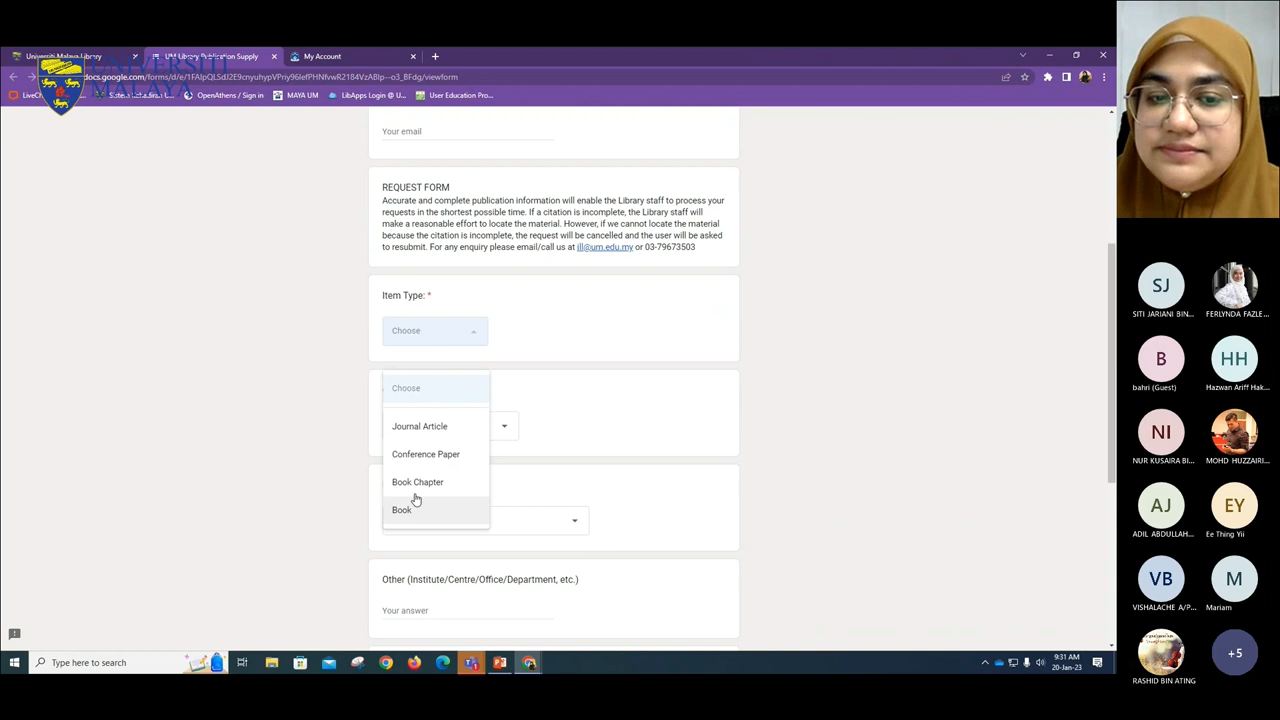 Universiti Malaya Library
UM Library Publication Supply
My Account
UNIVERSITI
MALAYA
docs.google.com/forms/d/e/1FAIpQLSdJ2E9cnyuhypVPriy96lefPHNfvwR2184VzABlp--o3_BFdg/viewform
LiveCh
Sistem
OpenAthens / Sign in
MAYA UM
LibApps Login @ U...
User Education Pro...
Your email
REQUEST FORM
Accurate and complete publication information will enable the Library staff to process your
requests in the shortest possible time. If a citation is incomplete, the Library staff will
make a reasonable effort to locate the material. However, if we cannot locate the material
because the citation is incomplete, the request will be cancelled and the user will be asked
to resubmit. For any enquiry please email/call us at ill@um.edu.my or 03-79673503
Item Type: *
Choose
Choose
Journal Article
Conference Paper
Book Chapter
Book
Other (Institute/Centre/Office/Department, etc.)
Your answer
Type here to search
9:31 AM
20-Jan-23
SJ
SITI JARIANI BIN...
FERLYNDA FAZLE...
B
bahri (Guest)
HH
Hazwan Ariff Hak...
NI
NUR KUSAIRA BI...
MOHD HUZZAIRI...
AJ
ADIL ABDULLAH...
EY
Ee Thing Yii
VB
VISHALACHE A/P...
M
Mariam
RASHID BIN ATING
+5